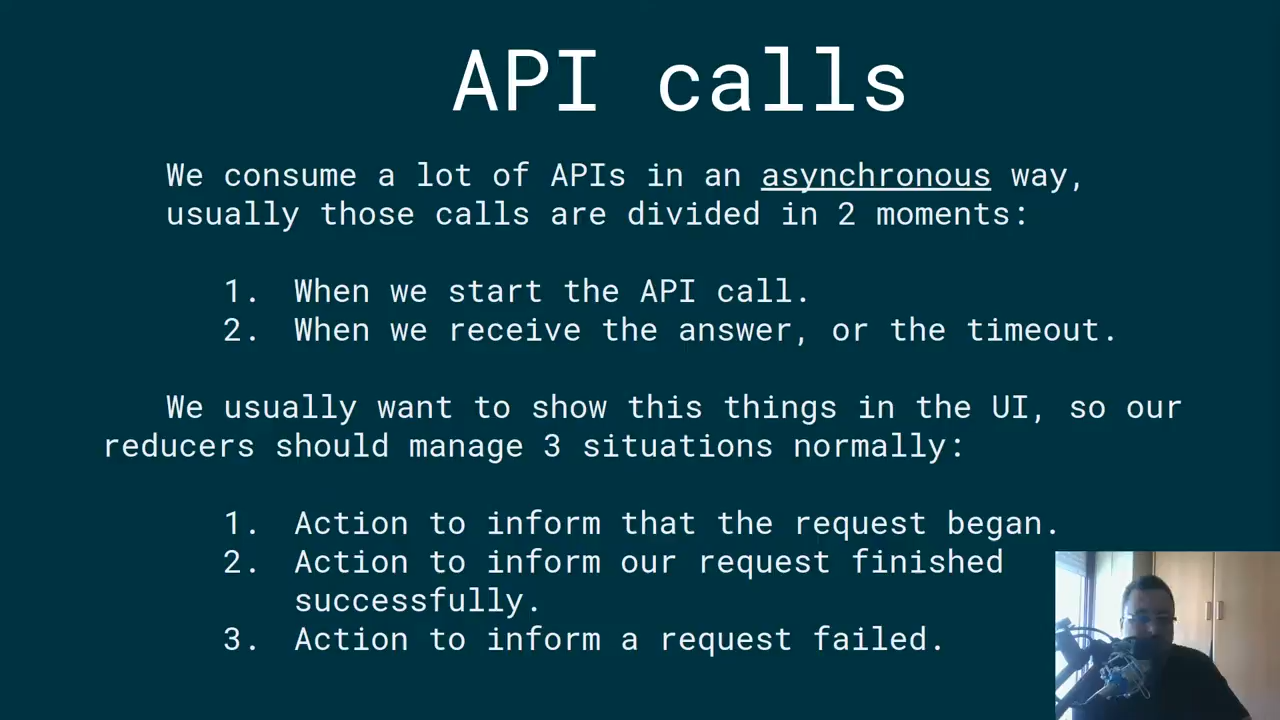 API calls
We consume a lot of APIs in an asynchronous way,
usually those calls are divided in 2 moments:
1. When we start the API call.
2. When we receive the answer, or the timeout.
We usually want to show this things in the UI, so our
reducers should manage 3 situations normally:
1. Action to inform that the request began.
2. Action to inform our request finished
successfully.
3. Action to inform a request failed.